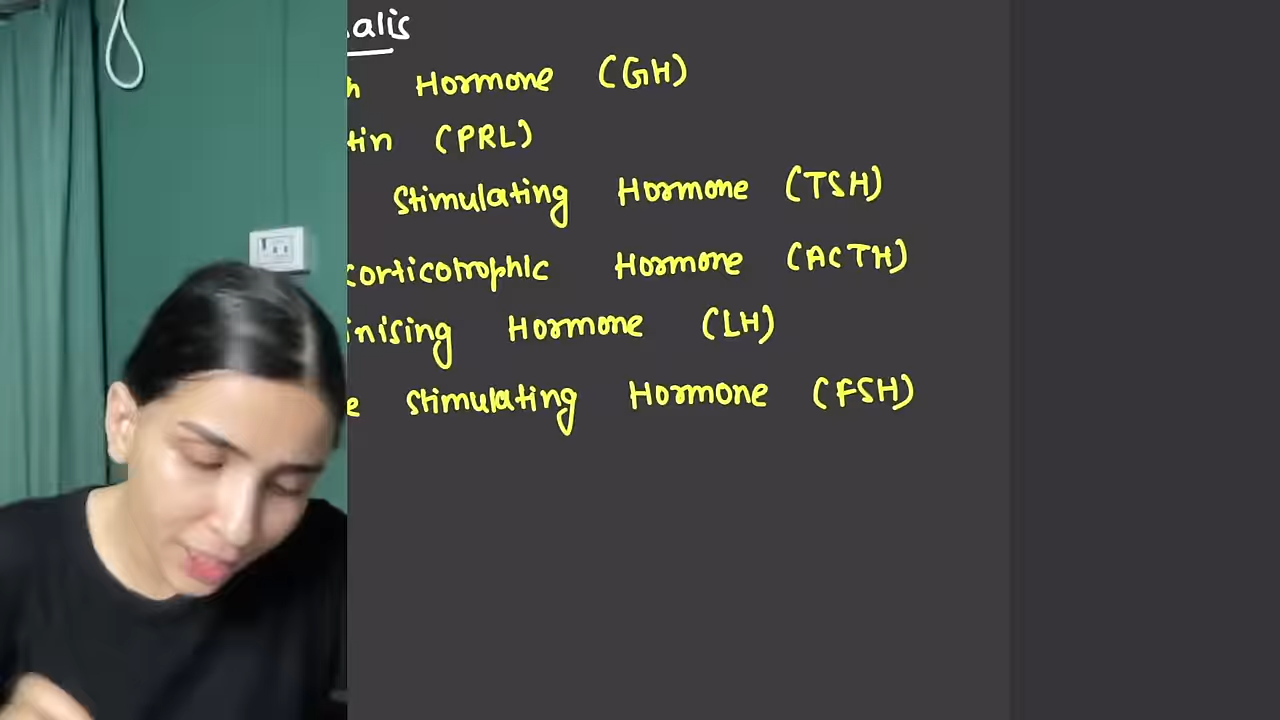 alis
Hormone (GH)
tin (PRL)
Stimulating Hormone (TSH)
corticotrophic Hormone (ACTH)
inising Hormone (LH)
e stimulating Hormone (FSH)